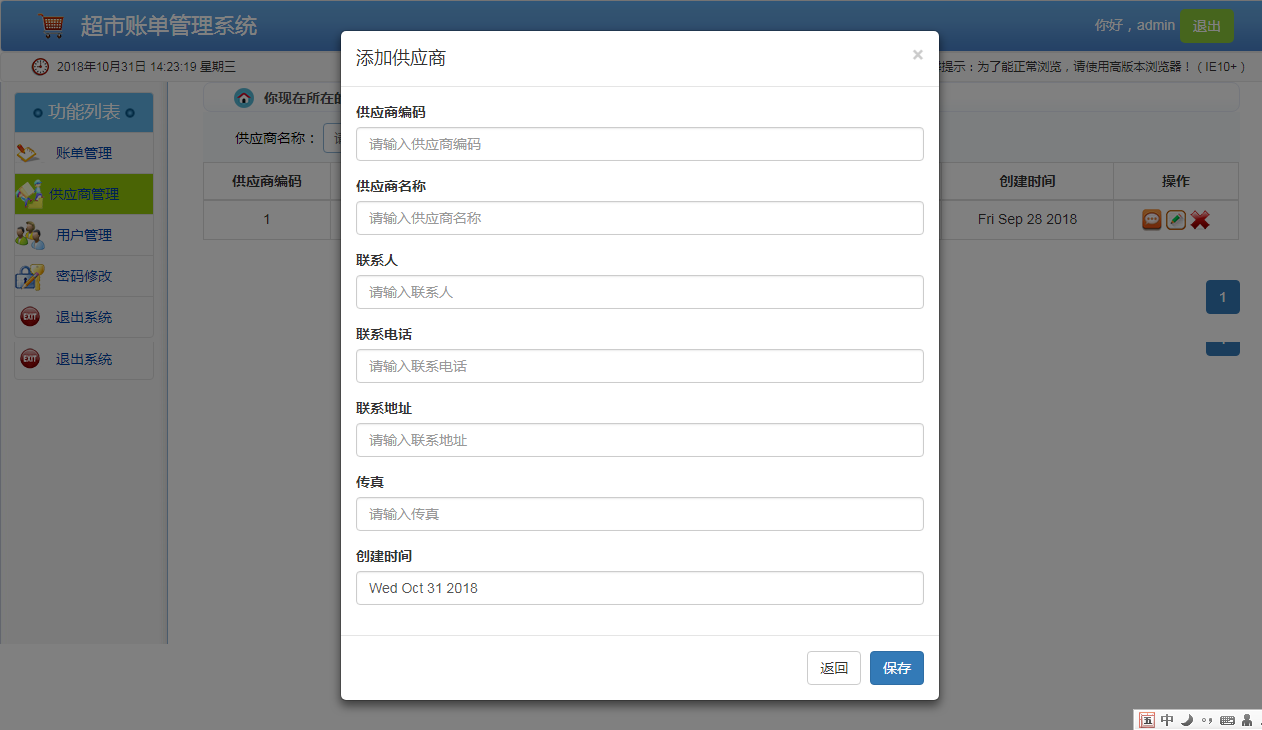 超市账单管理系统
你好，admin
退出
2018年10月31日 14:23:19 星期三
提示：为了能正常浏览，请使用高版本浏览器！（IE10+）
功能列表
账单管理
供应商管理
用户管理
密码修改
退出系统
退出系统
你现在所在的
供应商名称：
供应商编码
创建时间
操作
1
Fri Sep 28 2018
1
添加供应商
×
供应商编码
请输入供应商编码
供应商名称
请输入供应商名称
联系人
请输入联系人
联系电话
请输入联系电话
联系地址
请输入联系地址
传真
请输入传真
创建时间
Wed Oct 31 2018
返回
保存
五 中